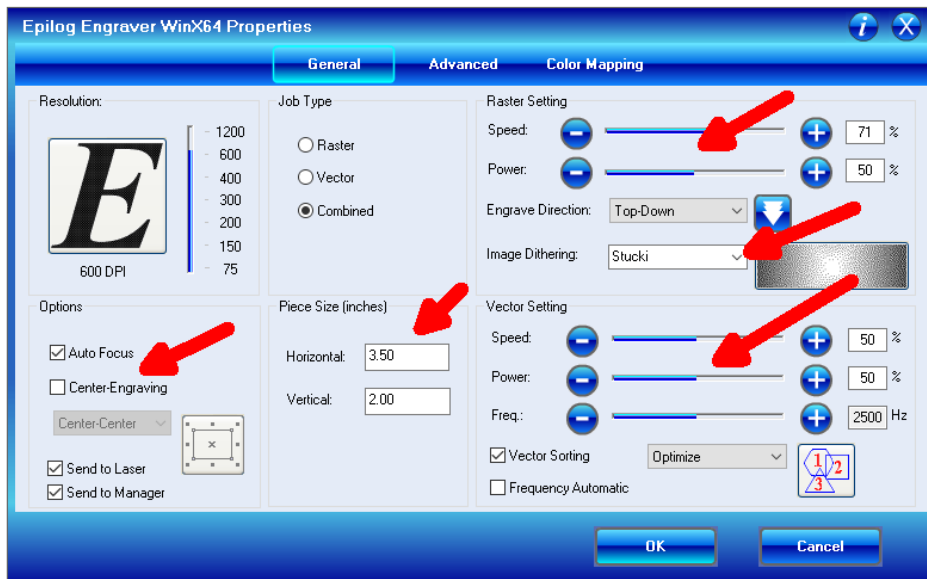 Epilog Engraver WinX64 Properties
i X
General Advanced Color Mapping
Resolution:
E
1200
600
400
300
200
150
75
600 DPI
Job Type
Raster
Vector
Combined
Raster Setting
Speed: - + 71 %
Power: - + 50 %
Engrave Direction: Top-Down
Image Dithering: Stucki
Options
Auto Focus
Center-Engraving
Center-Center
Send to Laser
Send to Manager
Piece Size (inches)
Horizontal: 3.50
Vertical: 2.00
Vector Setting
Speed: - + 50 %
Power: - + 50 %
Freq.: - + 2500 Hz
Vector Sorting Optimize
1 2
3
Frequency Automatic
OK Cancel